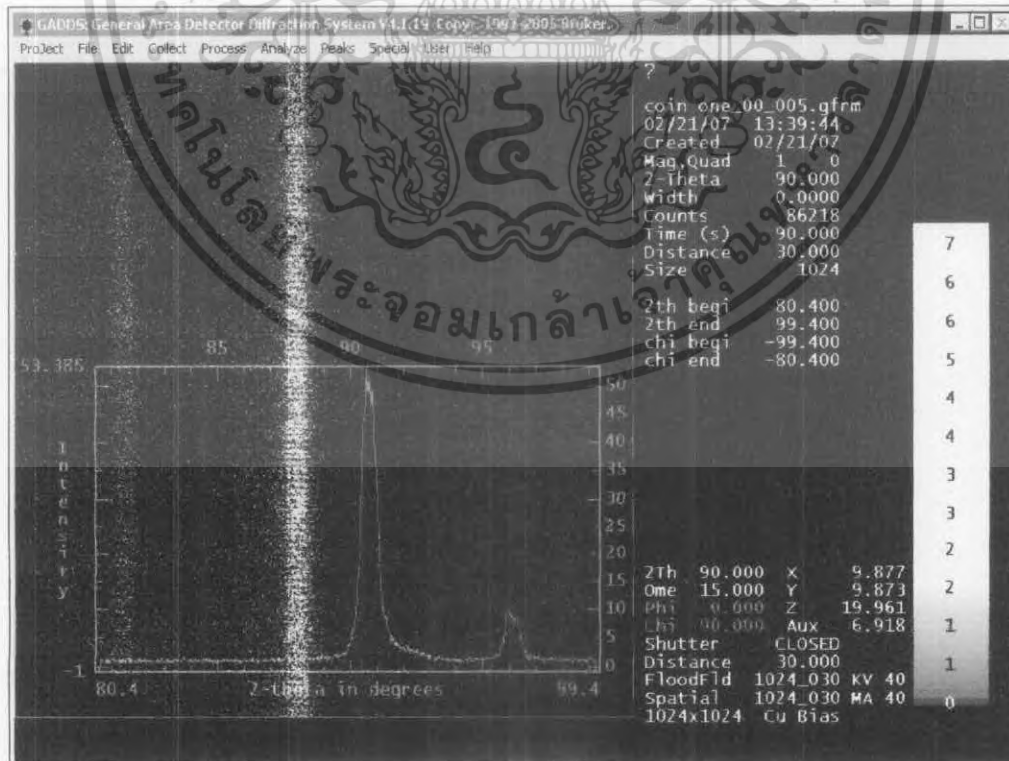 GADDS: General Area Detector Diffraction System V4.1.19 Copyr. 1997-2005 Bruker.
Project File Edit Collect Process Analyze Peaks Special User Help
?
coin one_00_005.gfrm
02/21/07 13:39:44
Created 02/21/07
Mag,Quad 1 0
2-Theta 90.000
Width 0.0000
Counts 86218
Time (s) 90.000
Distance 30.000
Size 1024
2th begi 80.400
2th end 99.400
chi begi -99.400
chi end -80.400
7
6
6
5
4
4
3
3
2
2
1
1
0
85 90 95
53.385
Intensity
-1
50
45
40
35
30
25
20
15
10
5
0
80.4 2-theta in degrees 99.4
2Th 90.000 X 9.877
Ome 15.000 Y 9.873
Phi 0.000 Z 19.961
Chi 90.000 Aux 6.918
Shutter CLOSED
Distance 30.000
FloodFld 1024_030 KV 40
Spatial 1024_030 MA 40
1024x1024 Cu Bias